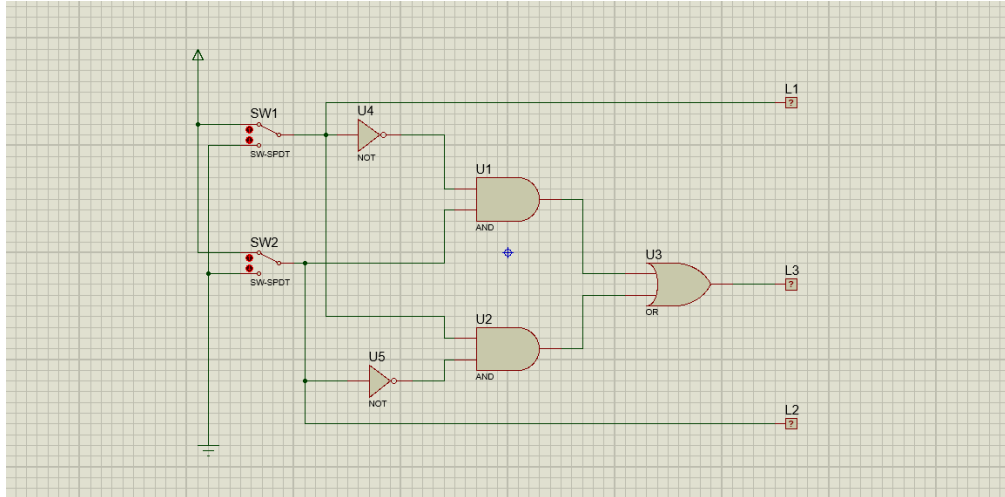 L1
?
SW1
U4
SW-SPDT
NOT
U1
AND
SW2
SW-SPDT
U3
L3
?
OR
U2
U5
AND
NOT
L2
?